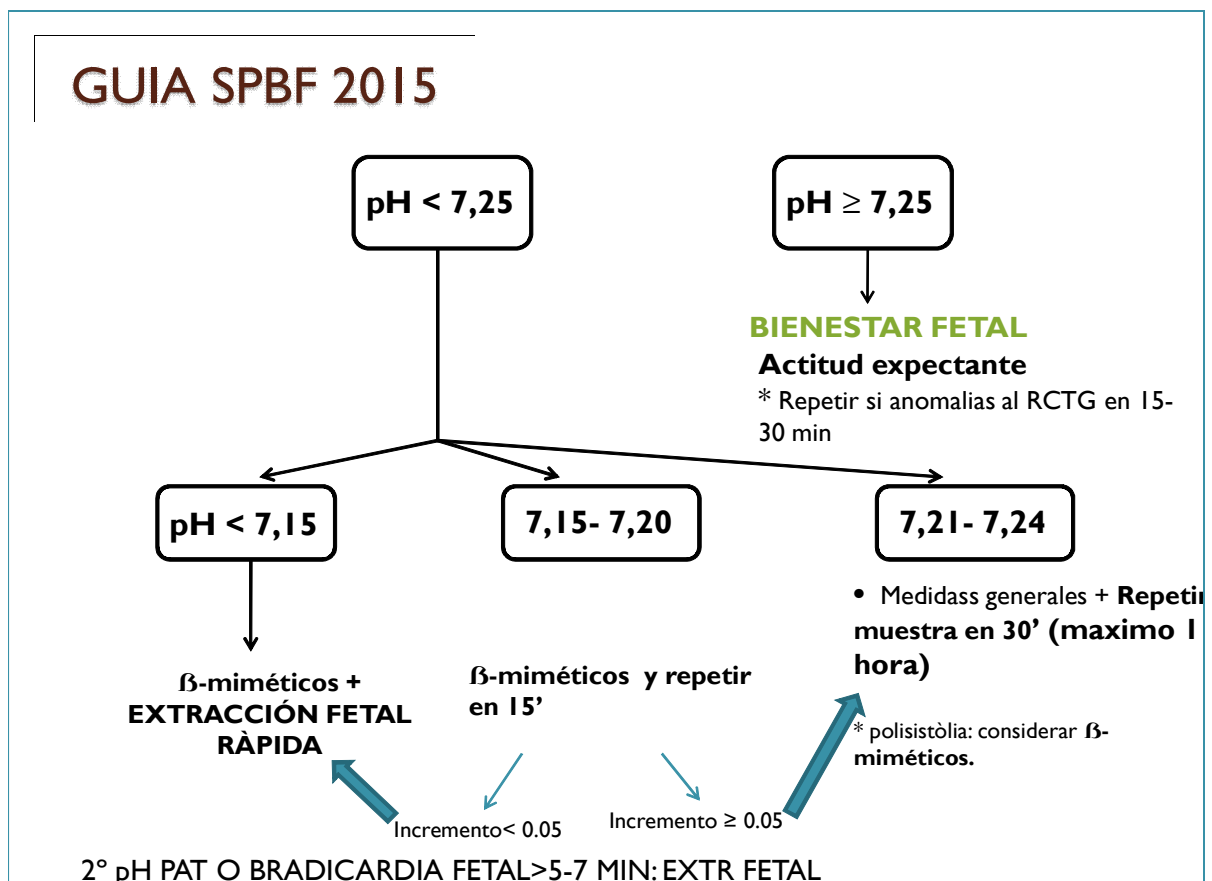 GUIA SPBF 2015
pH < 7,25
pH ≥ 7,25
BIENESTAR FETAL
Actitud expectante
* Repetir si anomalias al RCTG en 15-
30 min
pH < 7,15
7,15- 7,20
7,21- 7,24
• Medidass generales + Repetir
muestra en 30’ (maximo 1
hora)
* polisistòlia: considerar ß-
miméticos.
ß-miméticos +
EXTRACCIÓN FETAL
RÀPIDA
ß-miméticos y repetir
en 15’
Incremento< 0.05
Incremento ≥ 0.05
2º pH PAT O BRADICARDIA FETAL>5-7 MIN: EXTR FETAL